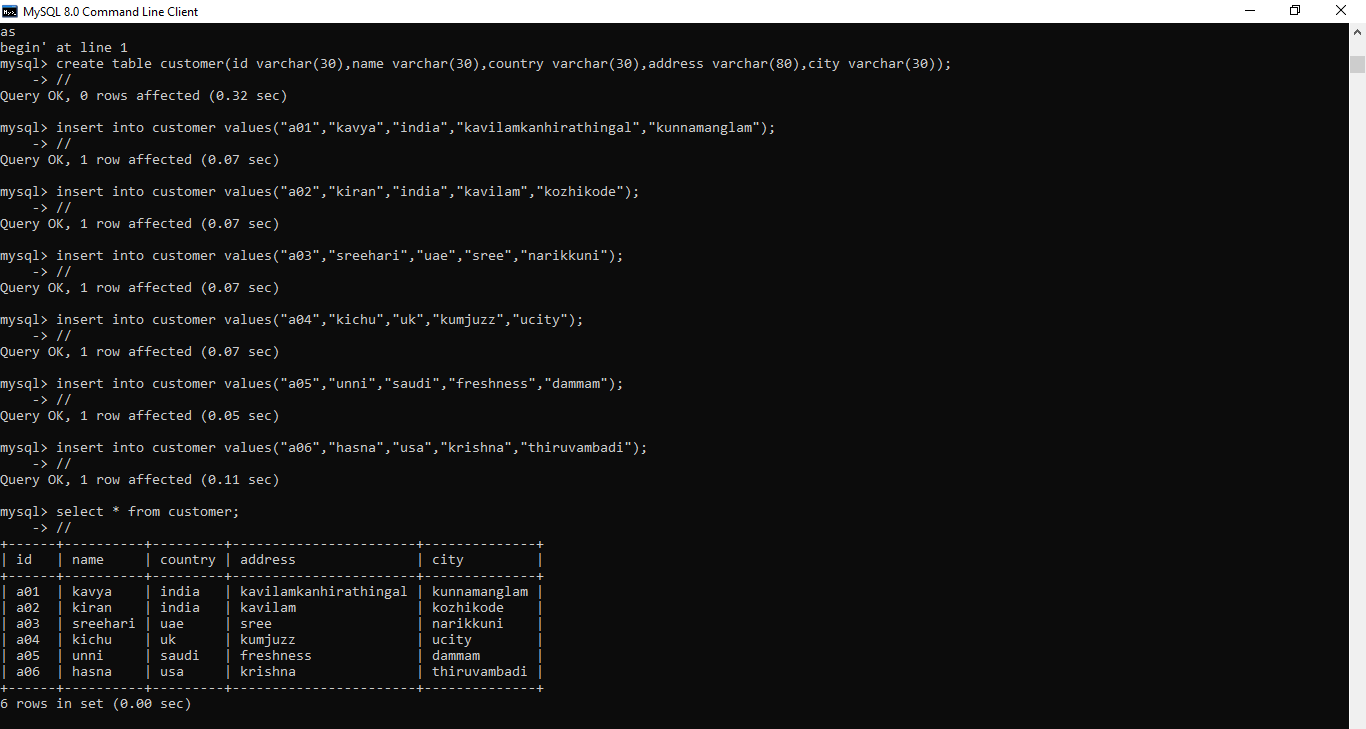 MySQL 8.0 Command Line Client
as
begin' at line 1
mysql> create table customer(id varchar(30),name varchar(30),country varchar(30),address varchar(80),city varchar(30));
    -> //
Query OK, 0 rows affected (0.32 sec)

mysql> insert into customer values("a01","kavya","india","kavilamkanhirathingal","kunnamanglam");
    -> //
Query OK, 1 row affected (0.07 sec)

mysql> insert into customer values("a02","kiran","india","kavilam","kozhikode");
    -> //
Query OK, 1 row affected (0.07 sec)

mysql> insert into customer values("a03","sreehari","uae","sree","narikkuni");
    -> //
Query OK, 1 row affected (0.07 sec)

mysql> insert into customer values("a04","kichu","uk","kumjuzz","ucity");
    -> //
Query OK, 1 row affected (0.07 sec)

mysql> insert into customer values("a05","unni","saudi","freshness","dammam");
    -> //
Query OK, 1 row affected (0.05 sec)

mysql> insert into customer values("a06","hasna","usa","krishna","thiruvambadi");
    -> //
Query OK, 1 row affected (0.11 sec)

mysql> select * from customer;
    -> //
+------+----------+---------+-----------------------+--------------+
| id   | name     | country | address               | city         |
+------+----------+---------+-----------------------+--------------+
| a01  | kavya    | india   | kavilamkanhirathingal | kunnamanglam |
| a02  | kiran    | india   | kavilam               | kozhikode    |
| a03  | sreehari | uae     | sree                  | narikkuni    |
| a04  | kichu    | uk      | kumjuzz               | ucity        |
| a05  | unni     | saudi   | freshness             | dammam       |
| a06  | hasna    | usa     | krishna               | thiruvambadi |
+------+----------+---------+-----------------------+--------------+
6 rows in set (0.00 sec)